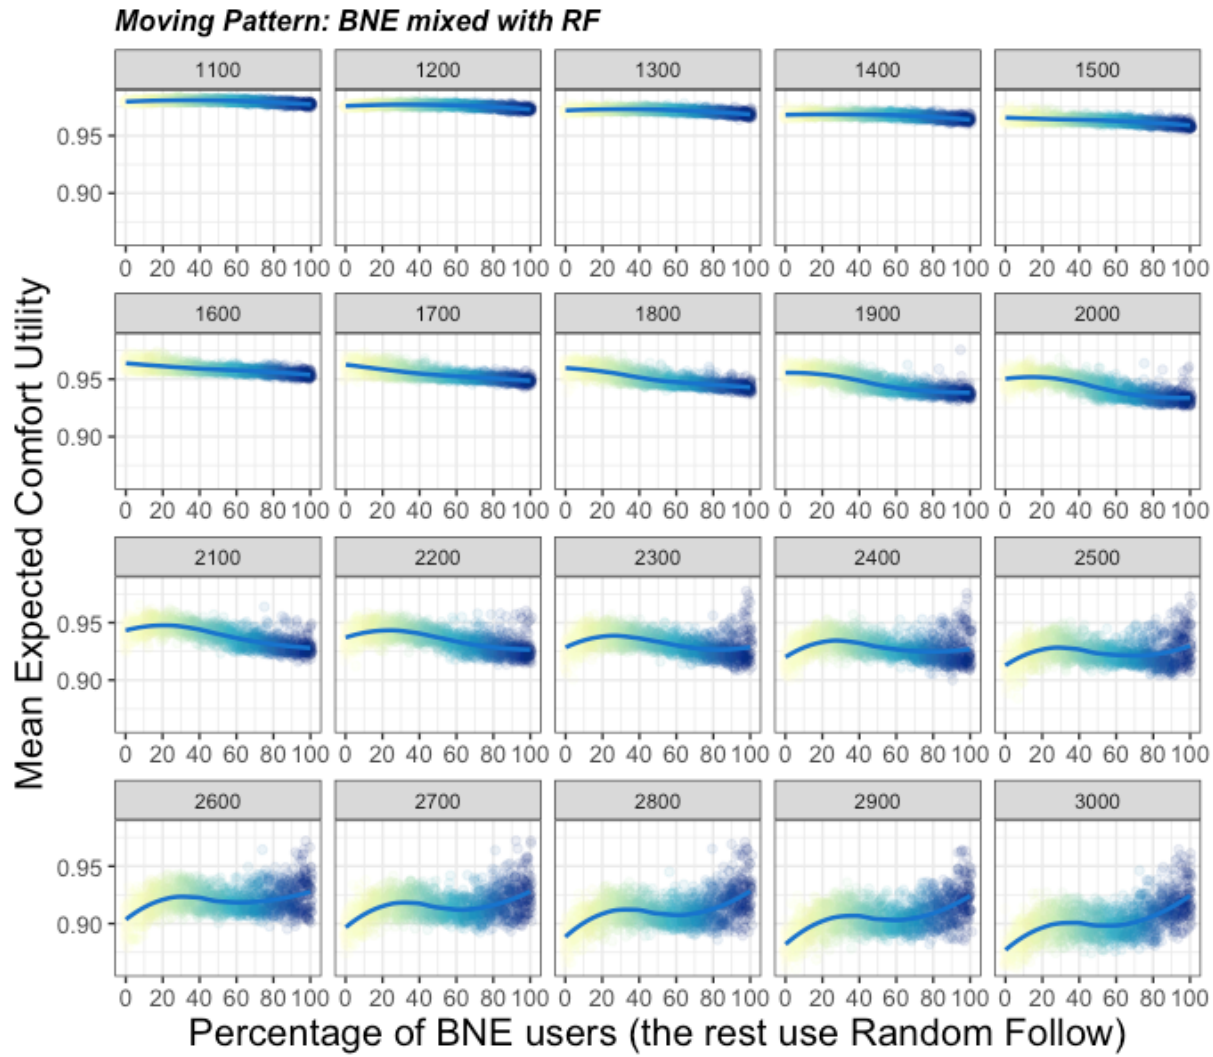 Moving Pattern: BNE mixed with RF
1100 1200 1300 1400 1500
0.95
0.90
0 20 40 60 80 100 0 20 40 60 80 100 0 20 40 60 80 100 0 20 40 60 80 100 0 20 40 60 80 100
1600 1700 1800 1900 2000
0.95
0.90
0 20 40 60 80 100 0 20 40 60 80 100 0 20 40 60 80 100 0 20 40 60 80 100 0 20 40 60 80 100
2100 2200 2300 2400 2500
0.95
0.90
0 20 40 60 80 100 0 20 40 60 80 100 0 20 40 60 80 100 0 20 40 60 80 100 0 20 40 60 80 100
2600 2700 2800 2900 3000
0.95
0.90
0 20 40 60 80 100 0 20 40 60 80 100 0 20 40 60 80 100 0 20 40 60 80 100 0 20 40 60 80 100
Mean Expected Comfort Utility
Percentage of BNE users (the rest use Random Follow)